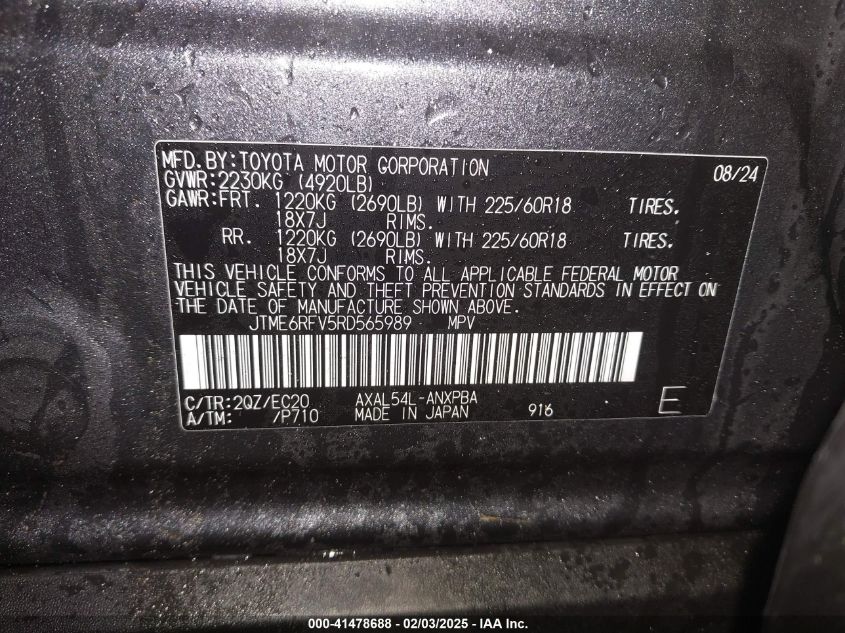 MFD.BY:TOYOTA MOTOR CORPORATION 08/24
GVWR:2230KG (4920LB)
GAWR:FRT. 1220KG (2690LB) WITH 225/60R18 TIRES.
18X7J RIMS.
RR. 1220KG (2690LB) WITH 225/60R18 TIRES.
18X7J RIMS.
THIS VEHICLE CONFORMS TO ALL APPLICABLE FEDERAL MOTOR
VEHICLE SAFETY AND THEFT PREVENTION STANDARDS IN EFFECT ON
THE DATE OF MANUFACTURE SHOWN ABOVE.
JTME6RFV5RD565989 MPV
C/TR:2QZ/EC20 AXAL54L-ANXPBA E
A/TM: /P710 MADE IN JAPAN 916
000-41478688 - 02/03/2025 - IAA Inc.